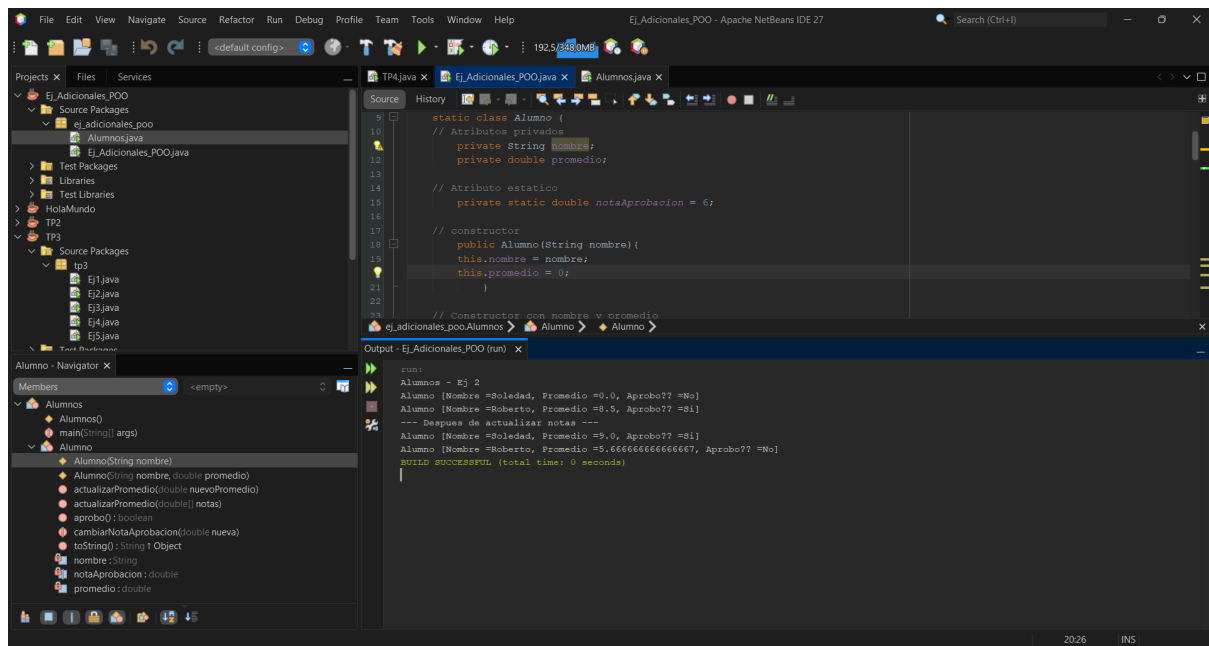 File Edit View Navigate Source Refactor Run Debug Profile Team Tools Window Help Ej_Adicionales_POO - Apache NetBeans IDE 27 Search (Ctrl+I)
<default config> 192,5/348,0MB
Projects Files Services
Ej_Adicionales_POO
Source Packages
ej_adicionales_poo
Alumnos.java
Ej_Adicionales_POO.java
Test Packages
Libraries
Test Libraries
HolaMundo
TP2
TP3
Source Packages
tp3
Ej1.java
Ej2.java
Ej3.java
Ej4.java
Ej5.java
Test Packages
Alumno - Navigator
Members <empty>
Alumnos
Alumnos()
main(String[] args)
Alumno
Alumno(String nombre)
Alumno(String nombre, double promedio)
actualizarPromedio(double nuevoPromedio)
actualizarPromedio(double[] notas)
aprobo() : boolean
cambiarNotaAprobacion(double nueva)
toString() : String ↑ Object
nombre : String
notaAprobacion : double
promedio : double
TP4.java Ej_Adicionales_POO.java Alumnos.java
Source History
9 static class Alumno {
10 // Atributos privados
private String nombre;
12 private double promedio;
13
14 // Atributo estatico
15 private static double notaAprobacion = 6;
16
17 // constructor
18 public Alumno(String nombre){
19 this.nombre = nombre;
this.promedio = 0;
21 }
22
23 // Constructor con nombre y promedio
ej_adicionales_poo.Alumnos Alumno Alumno
Output - Ej_Adicionales_POO (run)
run:
Alumnos - Ej 2
Alumno [Nombre =Soledad, Promedio =0.0, Aprobo?? =No]
Alumno [Nombre =Roberto, Promedio =8.5, Aprobo?? =Si]
--- Despues de actualizar notas ---
Alumno [Nombre =Soledad, Promedio =9.0, Aprobo?? =Si]
Alumno [Nombre =Roberto, Promedio =5.666666666666667, Aprobo?? =No]
BUILD SUCCESSFUL (total time: 0 seconds)
20:26 INS